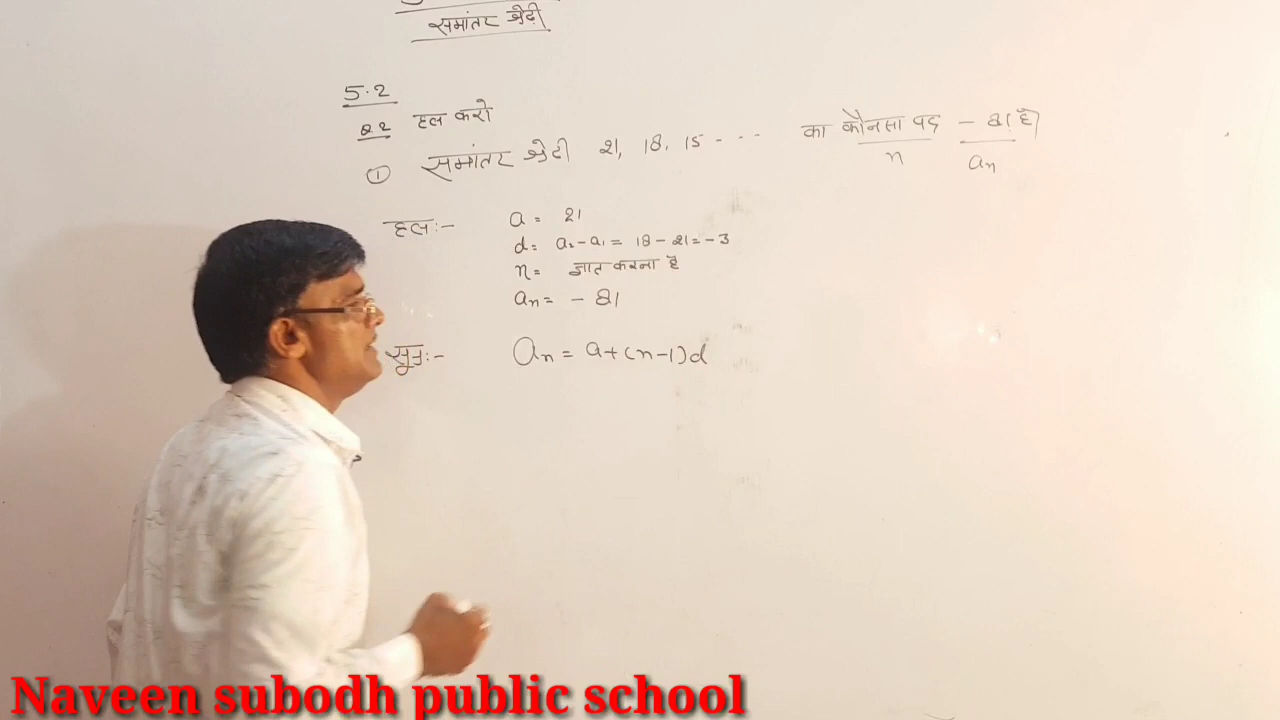 समांतर श्रेढ़ी
5.2
Q.2 हल करो
① समांतर श्रेढी 21, 18, 15 - - - का कौनसा पद - 81 है
n an
हलः- a = 21
d = a₂-a₁ = 18 - 21 = -3
n = ज्ञात करना है
an = - 81
सूत्रः- an = a+(n-1)d
Naveen subodh public school